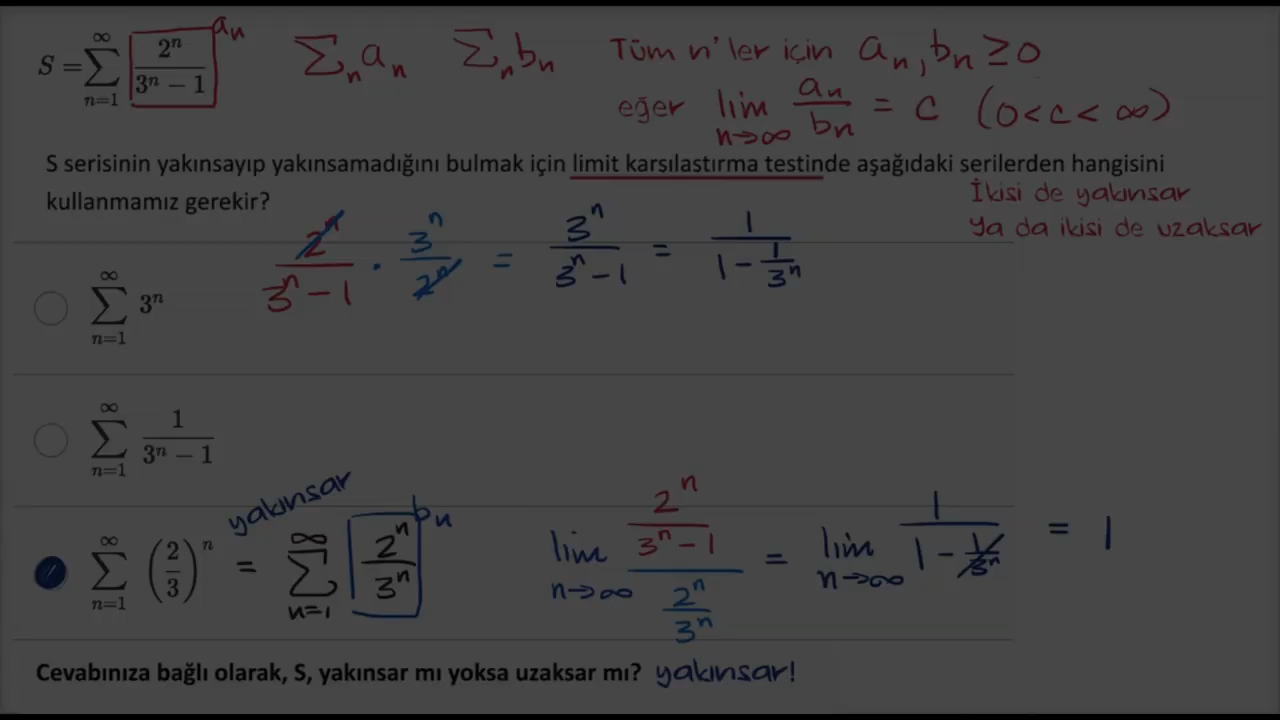 S = ∑_{n=1}^{∞} 2^n / (3^n − 1) a_n
∑_n a_n ∑_n b_n Tüm n'ler için a_n, b_n ≥ 0
eğer lim_{n→∞} a_n / b_n = c (0 < c < ∞)
S serisinin yakınsayıp yakınsamadığını bulmak için limit karsılastırma testinde aşağıdaki serilerden hangisini
kullanmamız gerekir?
İkisi de yakınsar
Ya da ikisi de uzaksar
2^n / (3^n − 1) · 3^n / 2^n = 3^n / (3^n − 1) = 1 / (1 − 1/3^n)
∑_{n=1}^{∞} 3^n
∑_{n=1}^{∞} 1 / (3^n − 1)
yakınsar
∑_{n=1}^{∞} (2/3)^n = ∑_{n=1}^{∞} 2^n / 3^n b_n
lim_{n→∞} (2^n / (3^n − 1)) / (2^n / 3^n) = lim_{n→∞} 1 / (1 − 1/3^n) = 1
Cevabınıza bağlı olarak, S, yakınsar mı yoksa uzaksar mı? yakınsar!